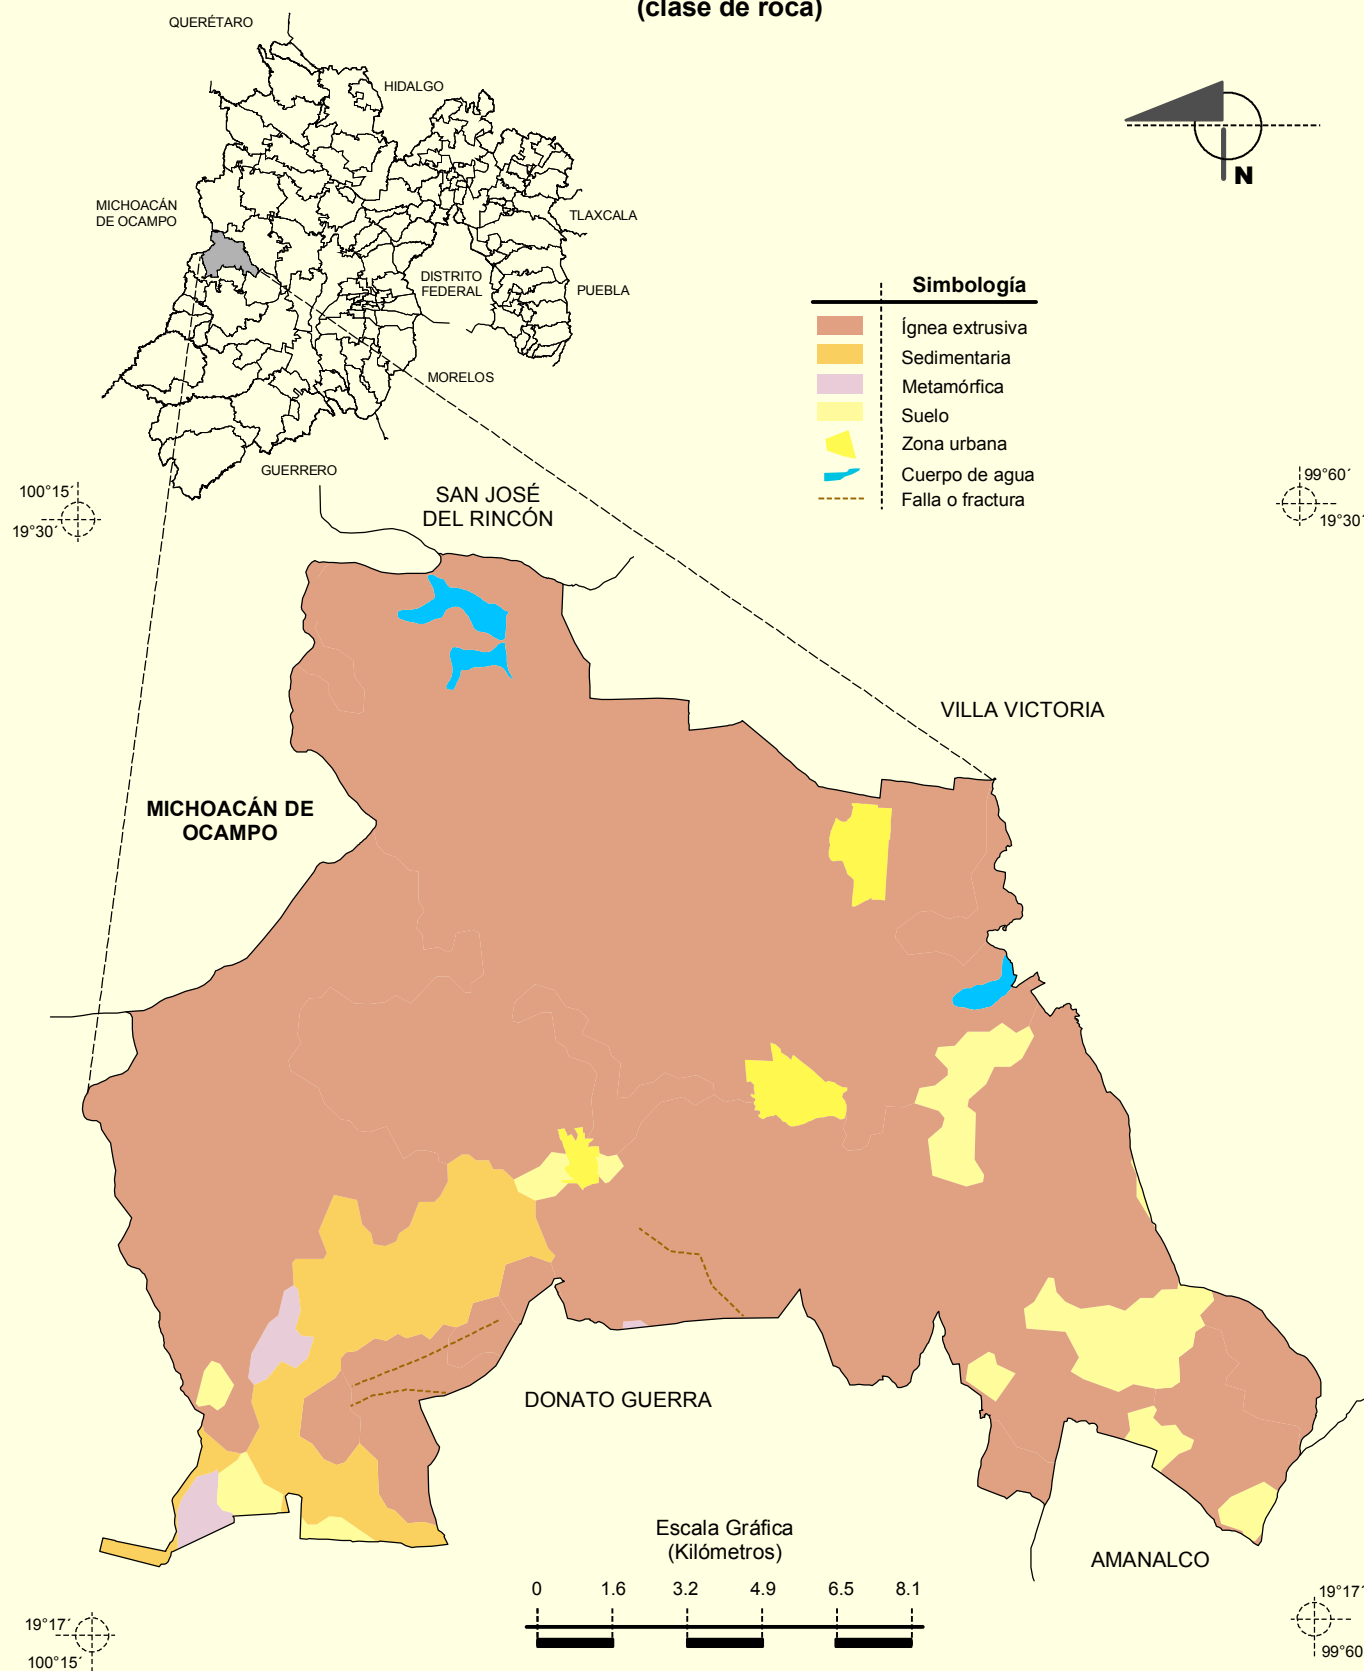 (clase de roca)
QUERÉTARO
HIDALGO
MICHOACÁN
DE OCAMPO
TLAXCALA
DISTRITO
FEDERAL
PUEBLA
MORELOS
GUERRERO
N
Simbología
Ígnea extrusiva
Sedimentaria
Metamórfica
Suelo
Zona urbana
Cuerpo de agua
Falla o fractura
100°15´
19°30´
99°60´
19°30´
SAN JOSÉ
DEL RINCÓN
VILLA VICTORIA
MICHOACÁN DE
OCAMPO
DONATO GUERRA
AMANALCO
Escala Gráfica
(Kilómetros)
0 1.6 3.2 4.9 6.5 8.1
19°17´
100°15´
19°17´
99°60